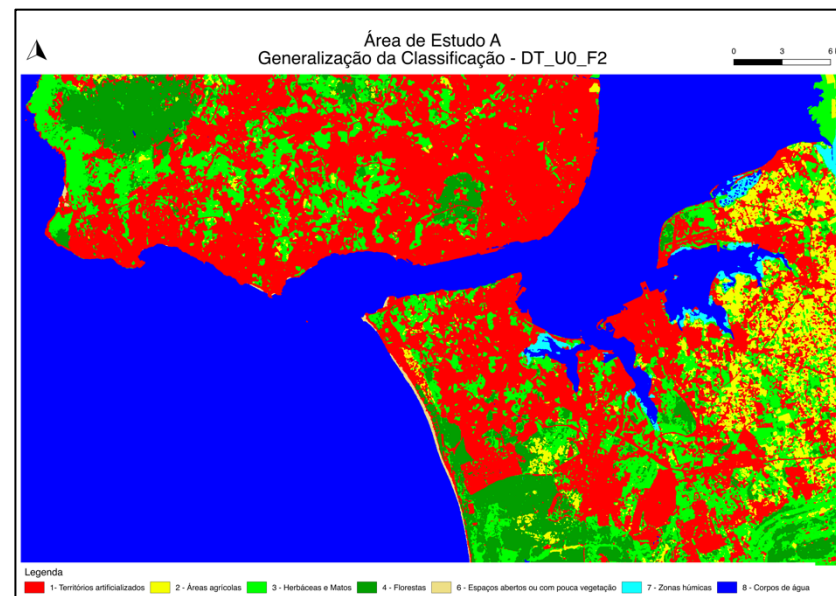 Área de Estudo A
Generalização da Classificação - DT_U0_F2
0 3 6
Legenda
1- Territórios artificializados 2 - Áreas agrícolas 3 - Herbáceas e Matos 4 - Florestas 6 - Espaços abertos ou com pouca vegetação 7 - Zonas húmicas 8 - Corpos de água